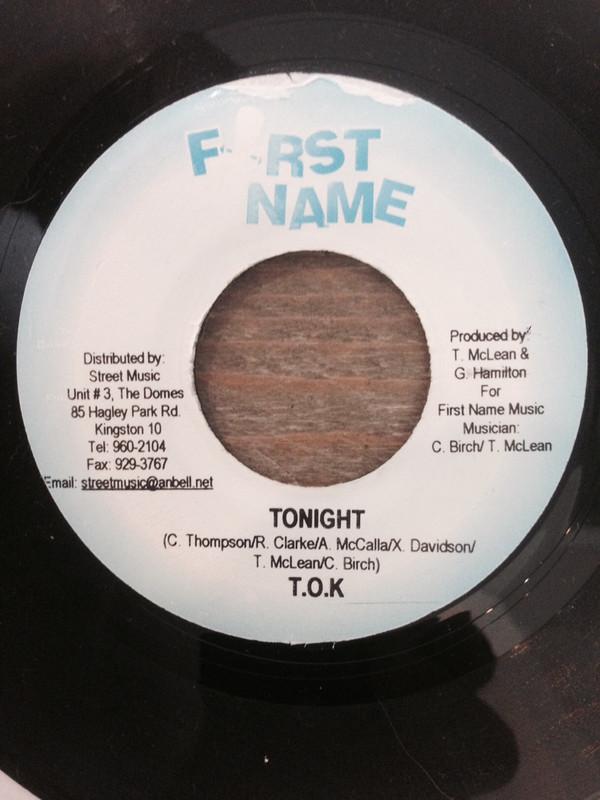 F RST
NAME
Distributed by:
Street Music
Unit # 3, The Domes
85 Hagley Park Rd.
Kingston 10
Tel: 960-2104
Fax: 929-3767
Email: streetmusic@anbell.net
Produced by
T. McLean &
G. Hamilton
For
First Name Music
Musician:
C. Birch/ T. McLean
TONIGHT
(C. Thompson/R. Clarke/A. McCalla/X. Davidson/
T. McLean/C. Birch)
T.O.K